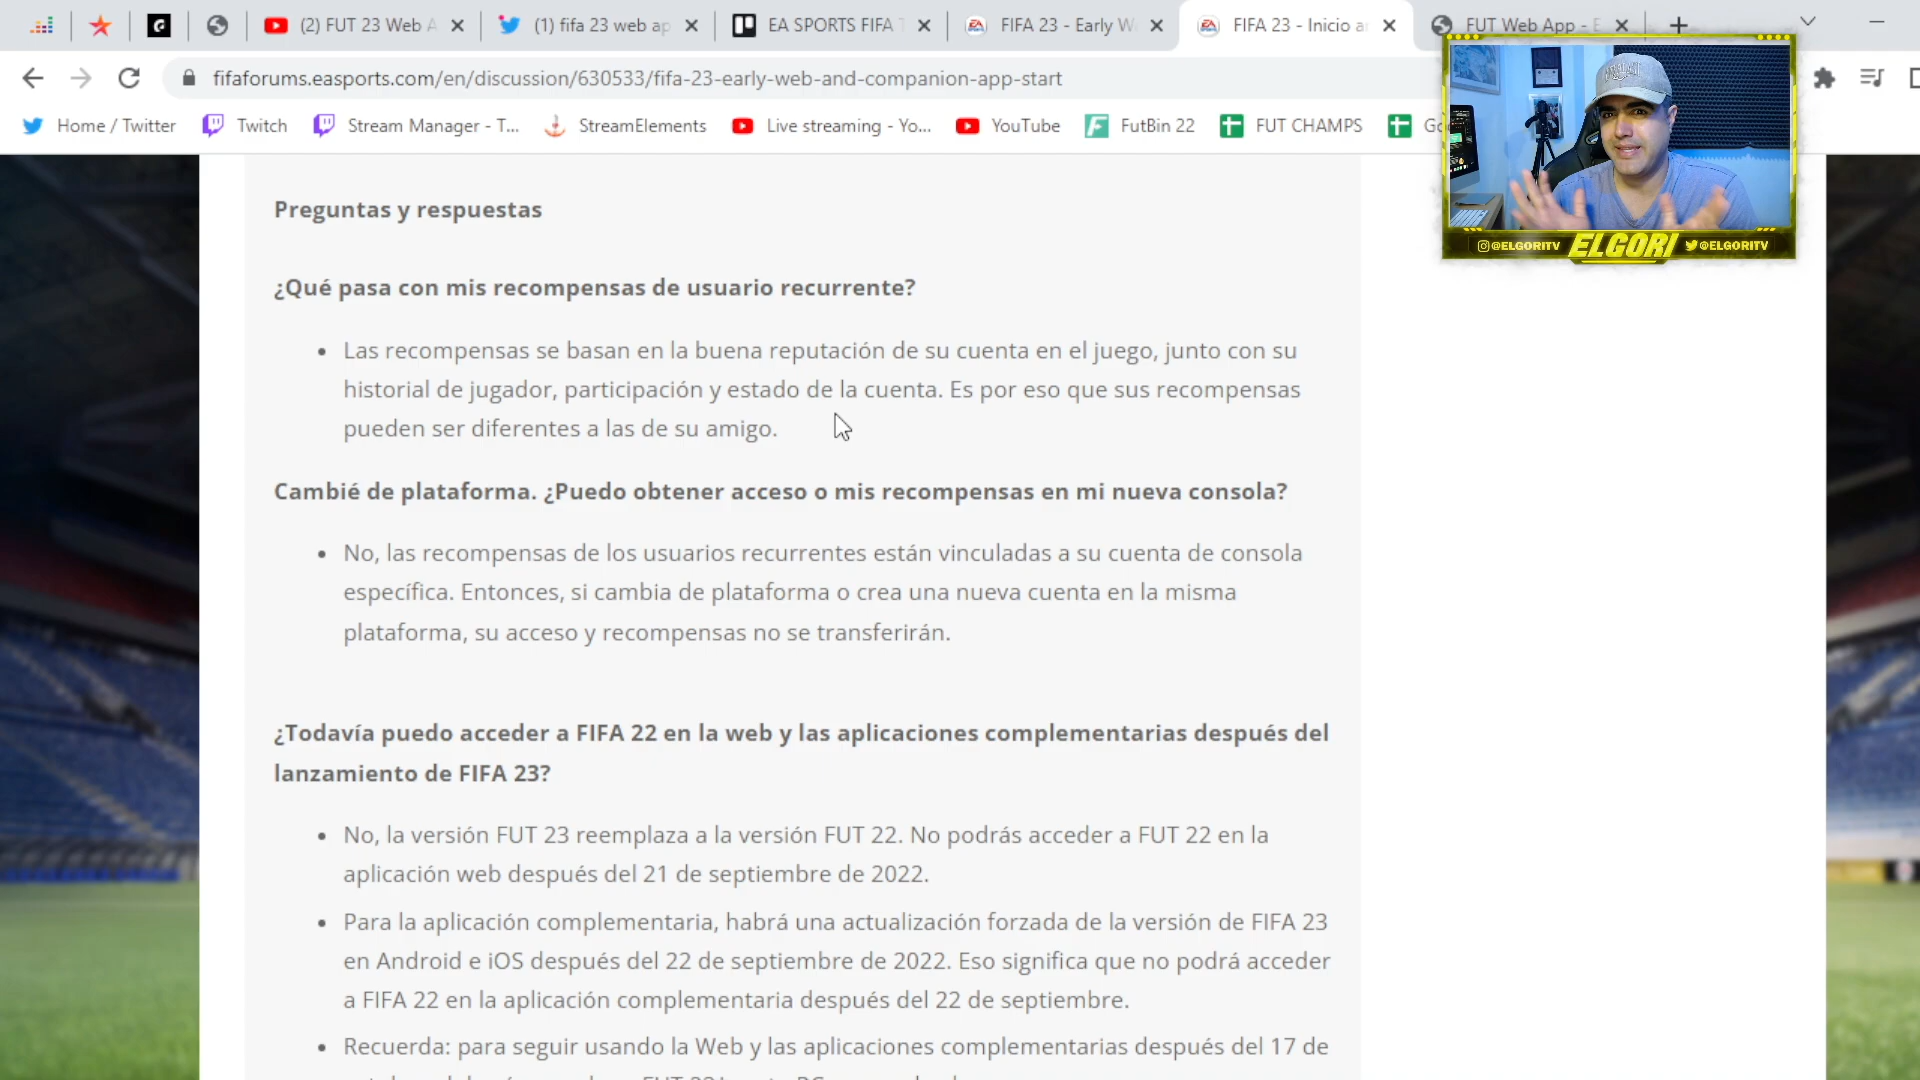 (2) FUT 23 Web A
(1) fifa 23 web ap
EA SPORTS FIFA
FIFA 23 - Early W
FIFA 23 - Inicio a
FUT Web App - E
fifaforums.easports.com/en/discussion/630533/fifa-23-early-web-and-companion-app-start
Home / Twitter
Twitch
Stream Manager - T...
StreamElements
Live streaming - Yo...
YouTube
FutBin 22
FUT CHAMPS
@ELGORITV
ELGORI
@ELGORITV
Preguntas y respuestas
¿Qué pasa con mis recompensas de usuario recurrente?
Las recompensas se basan en la buena reputación de su cuenta en el juego, junto con su
historial de jugador, participación y estado de la cuenta. Es por eso que sus recompensas
pueden ser diferentes a las de su amigo.
Cambié de plataforma. ¿Puedo obtener acceso o mis recompensas en mi nueva consola?
No, las recompensas de los usuarios recurrentes están vinculadas a su cuenta de consola
específica. Entonces, si cambia de plataforma o crea una nueva cuenta en la misma
plataforma, su acceso y recompensas no se transferirán.
¿Todavía puedo acceder a FIFA 22 en la web y las aplicaciones complementarias después del
lanzamiento de FIFA 23?
No, la versión FUT 23 reemplaza a la versión FUT 22. No podrás acceder a FUT 22 en la
aplicación web después del 21 de septiembre de 2022.
Para la aplicación complementaria, habrá una actualización forzada de la versión de FIFA 23
en Android e iOS después del 22 de septiembre de 2022. Eso significa que no podrá acceder
a FIFA 22 en la aplicación complementaria después del 22 de septiembre.
Recuerda: para seguir usando la Web y las aplicaciones complementarias después del 17 de